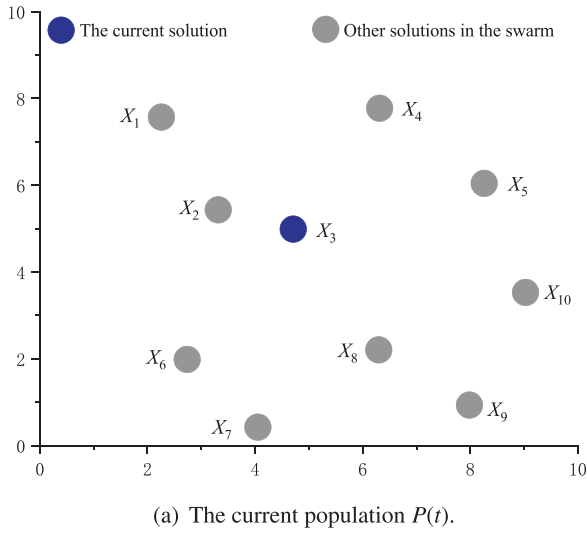 10
The current solution
Other solutions in the swarm
8
X1
X4
6
X5
X2
X3
4
X10
2
X6
X8
X7
X9
0
0 2 4 6 8 10
(a) The current population P(t).